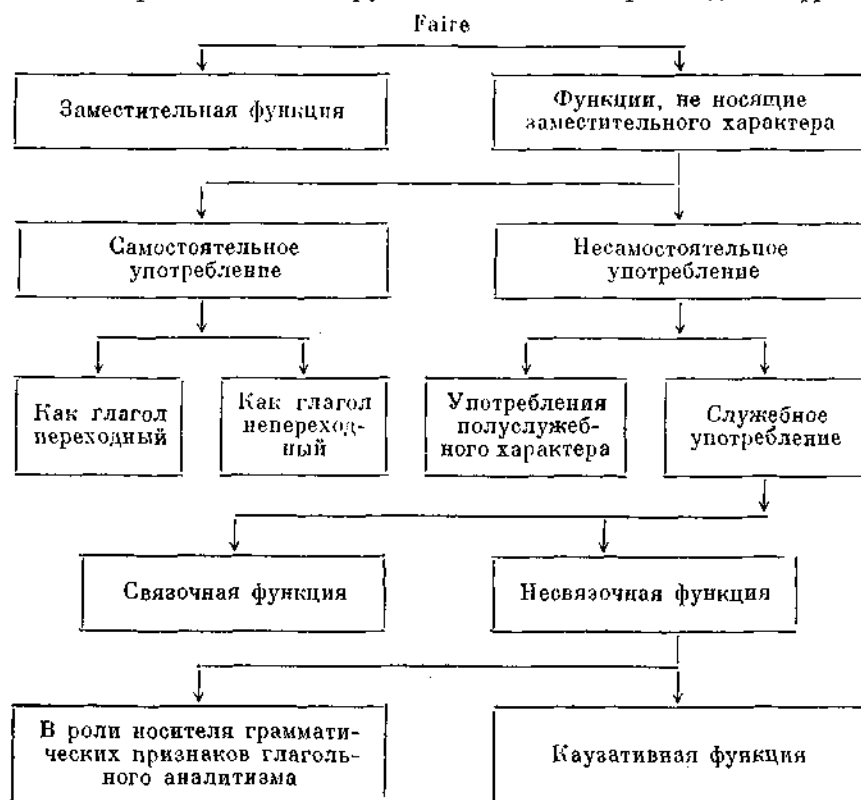 Faire
Заместительная функция
Функции, не носящие
заместительного характера
Самостоятельное
употребление
Несамостоятельное
употребление
Как глагол
переходный
Как глагол
непереход-
ный
Употребления
полуслужеб-
ного характера
Служебное
употребление
Связочная функция
Несвязочная функция
В роли носителя граммати-
ческих признаков глаголь-
ного аналитизма
Каузативная функция